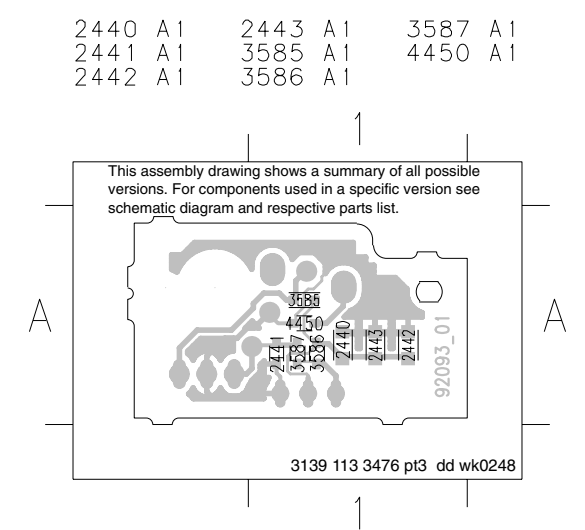 2440 A1 2443 A1 3587 A1
2441 A1 3585 A1 4450 A1
2442 A1 3586 A1
1
This assembly drawing shows a summary of all possible
versions. For components used in a specific version see
schematic diagram and respective parts list.
A
A
3585
4450
2441
3587
3586
2440
2443
2442
92093_01
3139 113 3476 pt3 dd wk0248
1